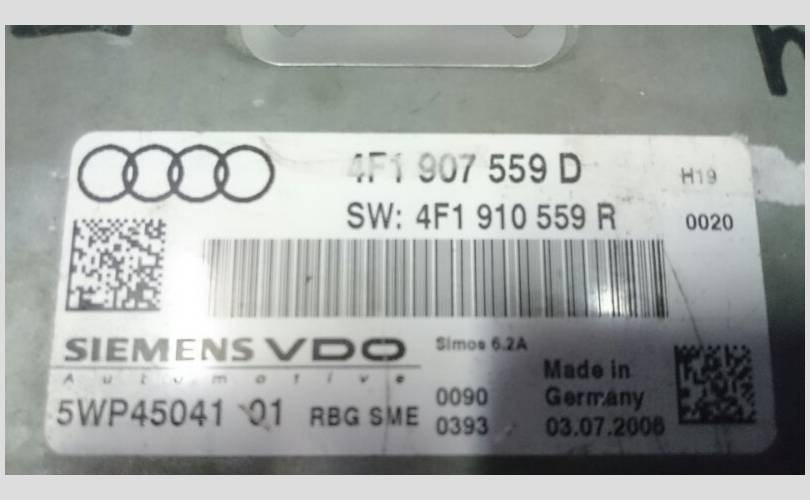 4F1 907 559 D
H19
SW: 4F1 910 559 R
0020
SIEMENS VDO
Automotive
Simos 6.2A
Made in
Germany
03.07.2006
5WP45041 01
RBG SME
0090
0393